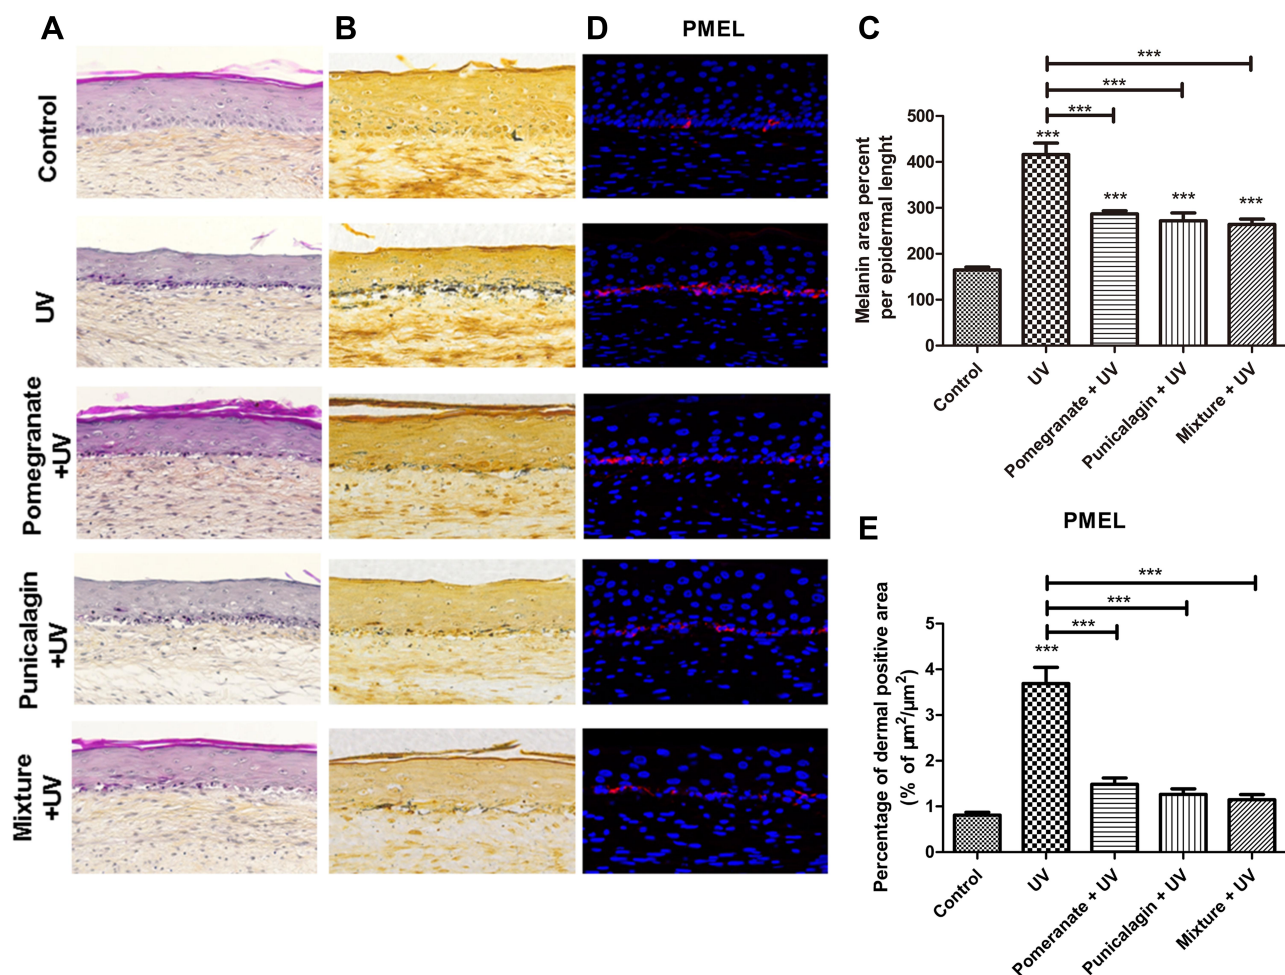 A
B
D
PMEL
Control
UV
Pomegranate
+UV
Punicalagin
+UV
Mixture
+UV
C
***
***
***
***
***
***
***
Melanin area percent
per epidermal lenght
500
400
300
200
100
0
Control
UV
Pomegranate + UV
Punicalagin + UV
Mixture + UV
E
PMEL
***
***
***
***
Percentage of dermal positive area
(% of µm²/µm²)
5
4
3
2
1
0
Control
UV
Pomeranate + UV
Punicalagin + UV
Mixture + UV